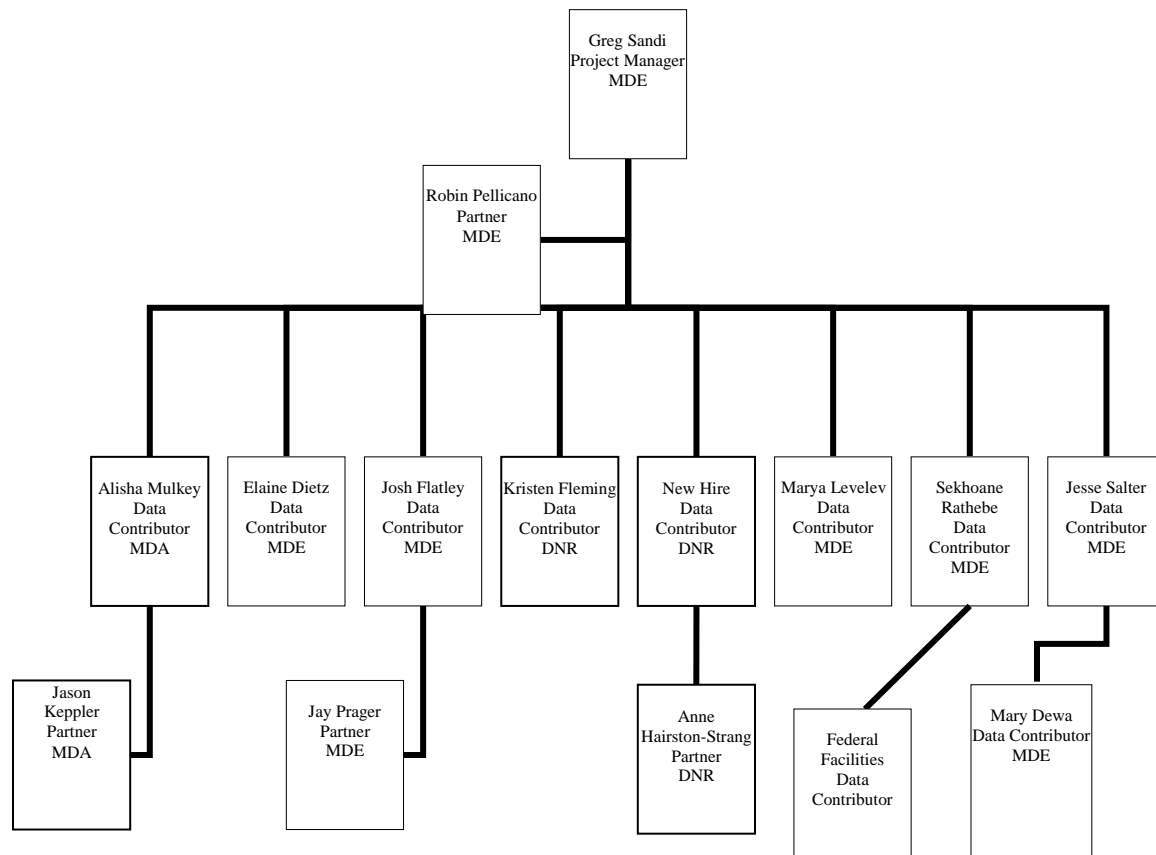 Greg Sandi
Project Manager
MDE
Robin Pellicano
Partner
MDE
Alisha Mulkey
Data
Contributor
MDA
Elaine Dietz
Data
Contributor
MDE
Josh Flatley
Data
Contributor
MDE
Kristen Fleming
Data
Contributor
DNR
New Hire
Data
Contributor
DNR
Marya Levelev
Data
Contributor
MDE
Sekhoane
Rathebe
Data
Contributor
MDE
Jesse Salter
Data
Contributor
MDE
Jason
Keppler
Partner
MDA
Jay Prager
Partner
MDE
Anne
Hairston-Strang
Partner
DNR
Federal
Facilities
Data
Contributor
Mary Dewa
Data Contributor
MDE